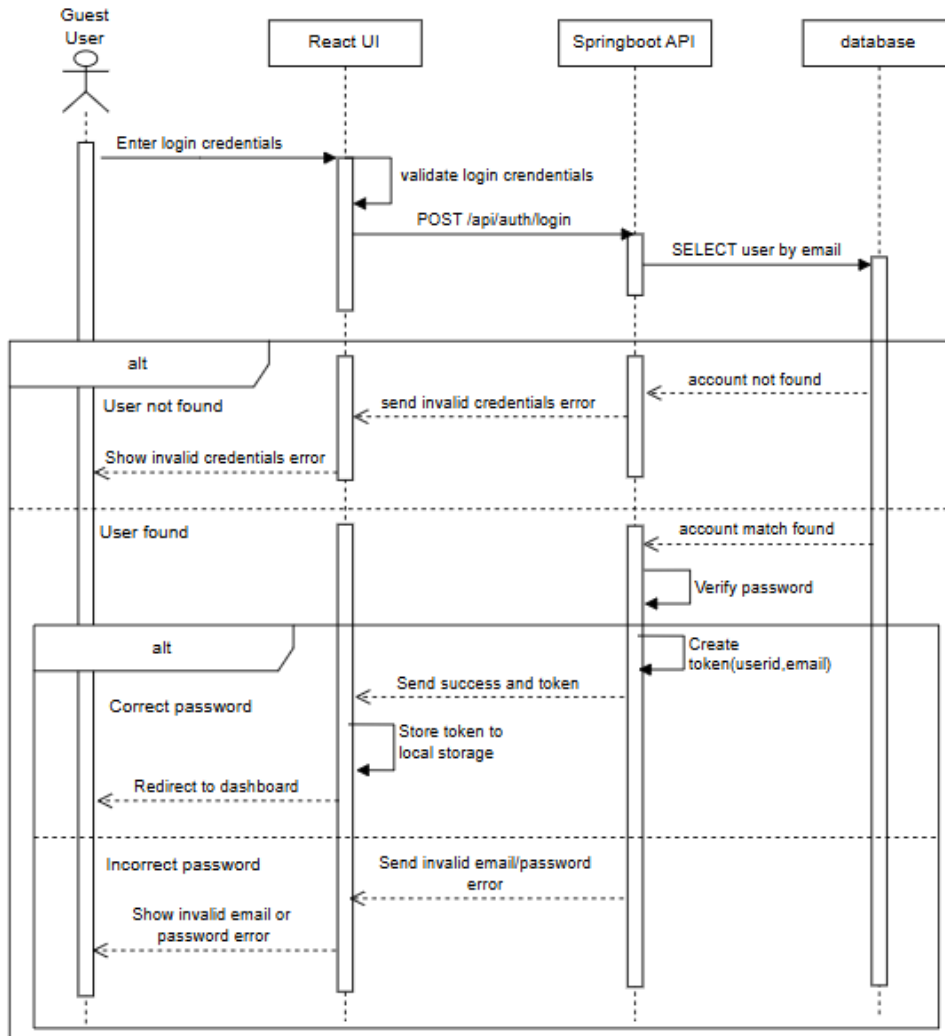 Guest
User
React UI
Springboot API
database
Enter login credentials
validate login crendentials
POST /api/auth/login
SELECT user by email
alt
account not found
User not found
send invalid credentials error
Show invalid credentials error
User found
account match found
Verify password
alt
Create
token(userid,email)
Send success and token
Correct password
Store token to
local storage
Redirect to dashboard
Incorrect password
Send invalid email/password
error
Show invalid email or
password error